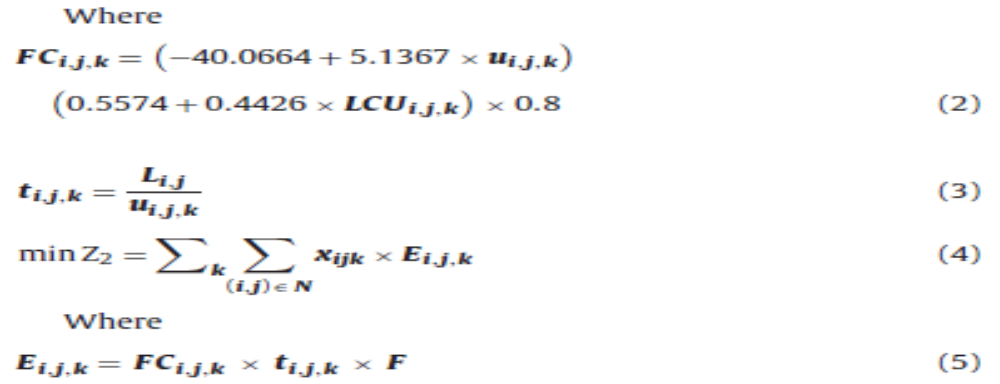 Where
FC_{i,j,k} = (−40.0664 + 5.1367 × u_{i,j,k})
(0.5574 + 0.4426 × LCU_{i,j,k}) × 0.8 (2)
t_{i,j,k} = \frac{L_{i,j}}{u_{i,j,k}} (3)
min Z_2 = ∑_k ∑_{(i,j)∈N} x_{ijk} × E_{i,j,k} (4)
Where
E_{i,j,k} = FC_{i,j,k} × t_{i,j,k} × F (5)